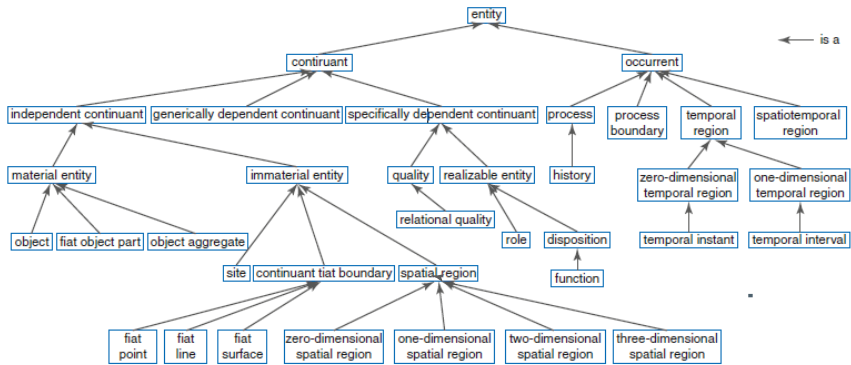 entity
is a
contiruant
occurrent
independent continuant
generically dependent continuant
specifically dependent continuant
process
process
boundary
temporal
region
spatiotemporal
region
material entity
immaterial entity
quality
realizable entity
history
zero-dimensional
temporal region
one-dimensional
temporal region
relational quality
object
fiat object part
object aggregate
role
disposition
temporal instant
temporal interval
site
continuant tiat boundary
spatial region
function
fiat
point
fiat
line
fiat
surface
zero-dimensional
spatial region
one-dimensional
spatial region
two-dimensional
spatial region
three-dimensional
spatial region